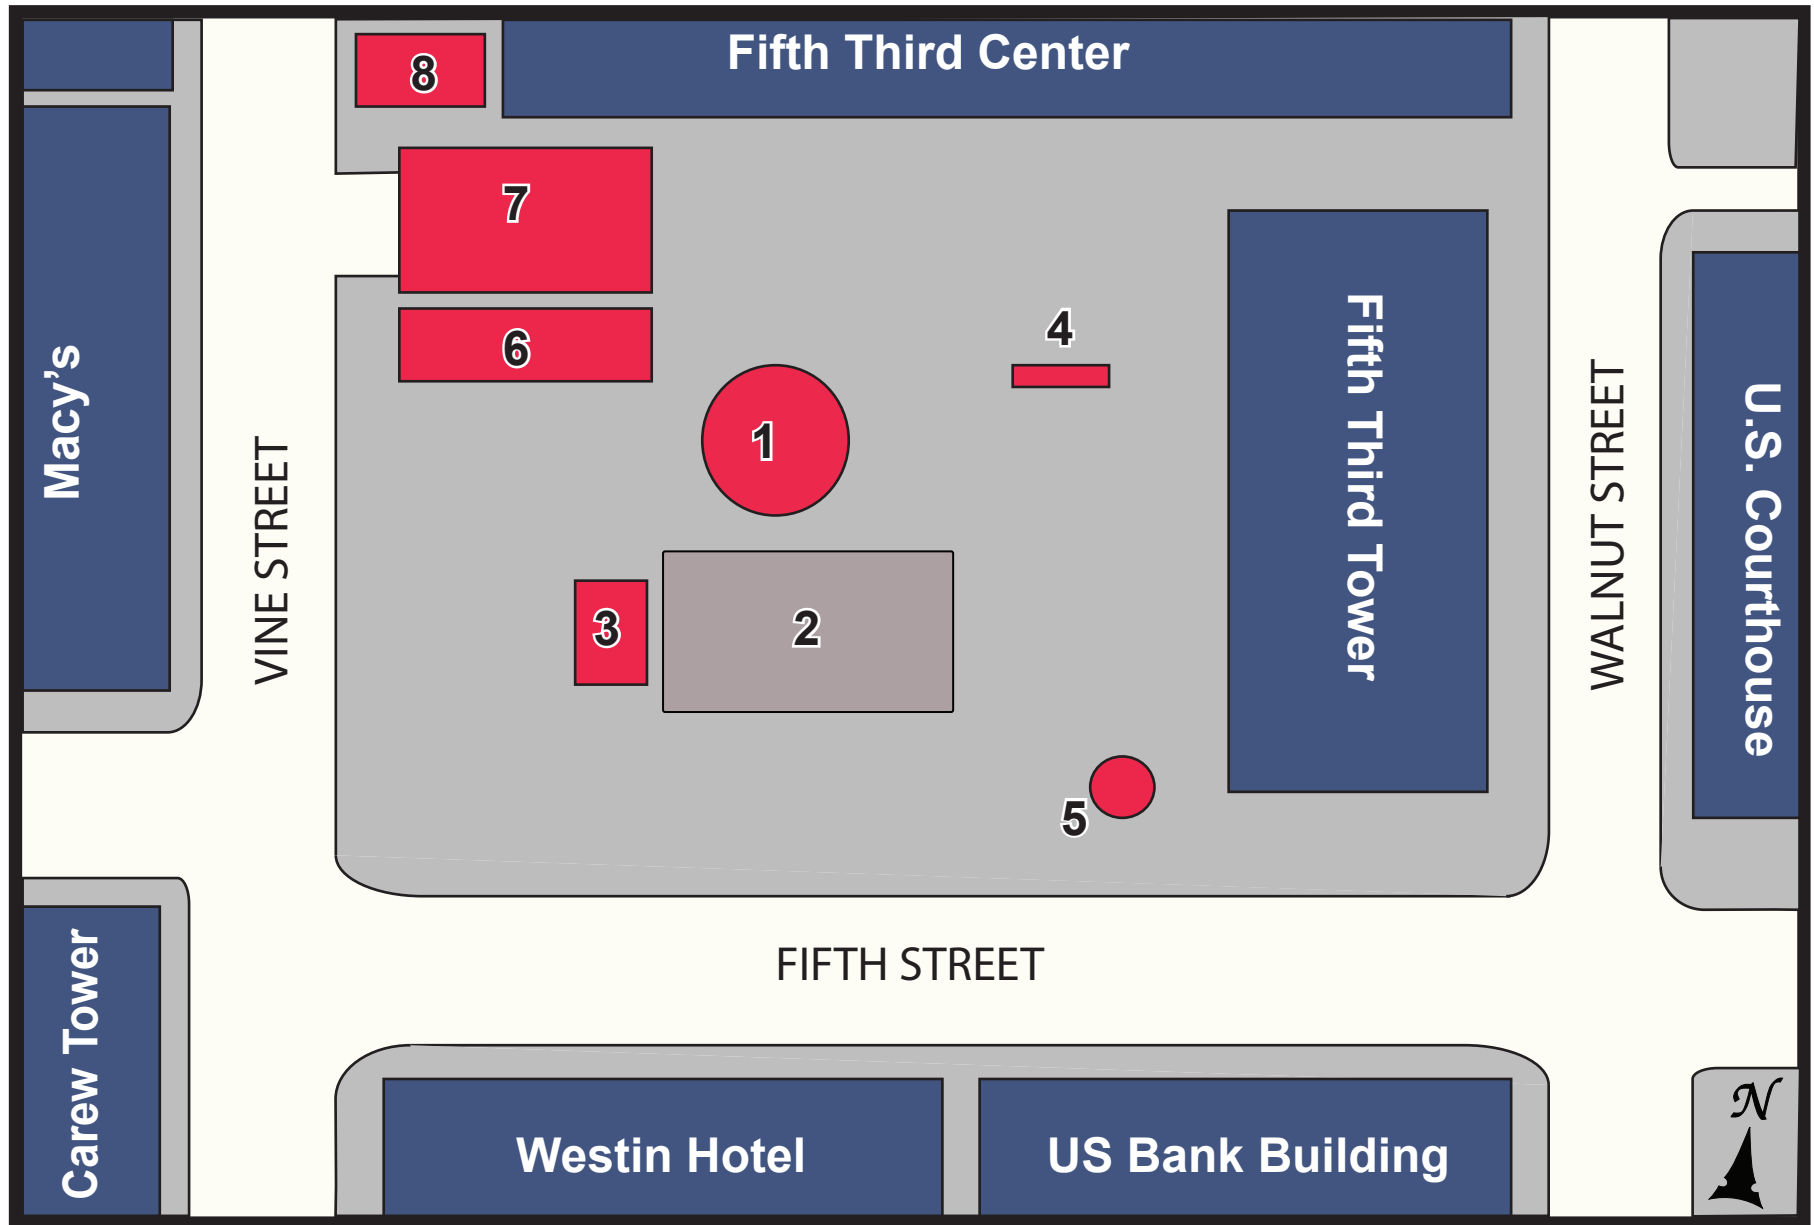 Fifth Third Center
8
7
6
4
1
3
2
5
Macy's
VINE STREET
Fifth Third Tower
WALNUT STREET
U.S. Courthouse
FIFTH STREET
Carew Tower
Westin Hotel
US Bank Building
N